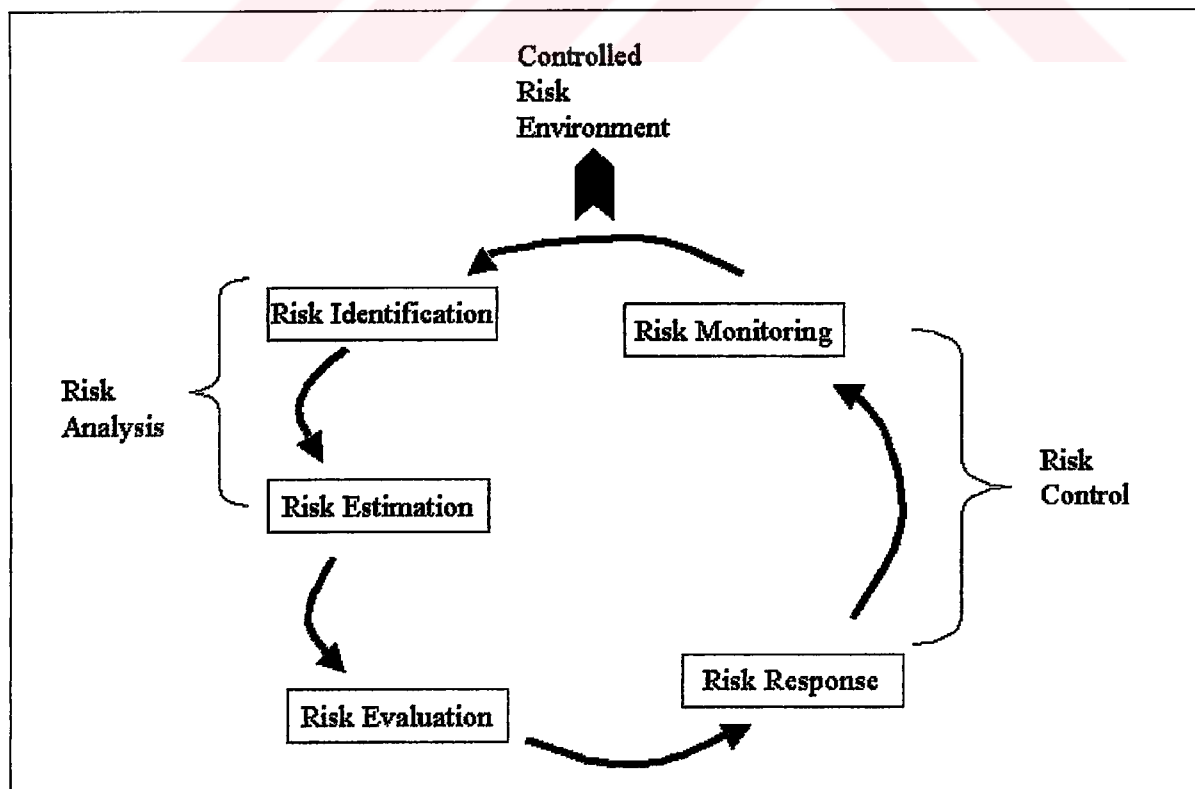 Controlled
Risk
Environment
Risk Identification
Risk Monitoring
Risk
Analysis
Risk Estimation
Risk
Control
Risk Response
Risk Evaluation